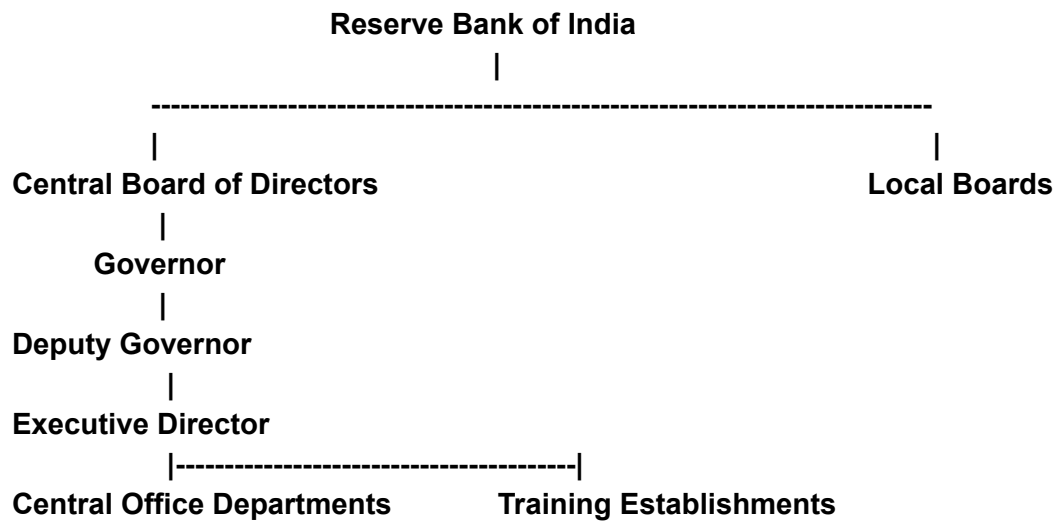 Reserve Bank of India
Central Board of Directors Local Boards
Governor
Deputy Governor
Executive Director
Central Office Departments Training Establishments